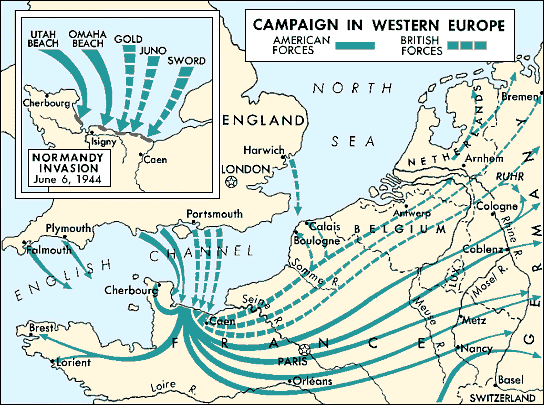 CAMPAIGN IN WESTERN EUROPE
AMERICAN FORCES
BRITISH FORCES
UTAH BEACH
OMAHA BEACH
GOLD
JUNO
SWORD
Cherbourg
Isigny
Caen
NORMANDY
INVASION
June 6, 1944
NORTH
SEA
ENGLAND
Harwich
LONDON
Bremen
NETHERLANDS
Arnhem
RUHR
GERMANY
Plymouth
Falmouth
Portsmouth
Calais
Boulogne
Antwerp
BELGIUM
Cologne
Rhine R.
Coblenz
ENGLISH CHANNEL
Somme R.
LUX.
Mosel R.
Cherbourg
Seine R.
Caen
Meuse R.
Metz
Brest
FRANCE
PARIS
Nancy
Lorient
Orléans
Loire R.
Basel
SWITZERLAND